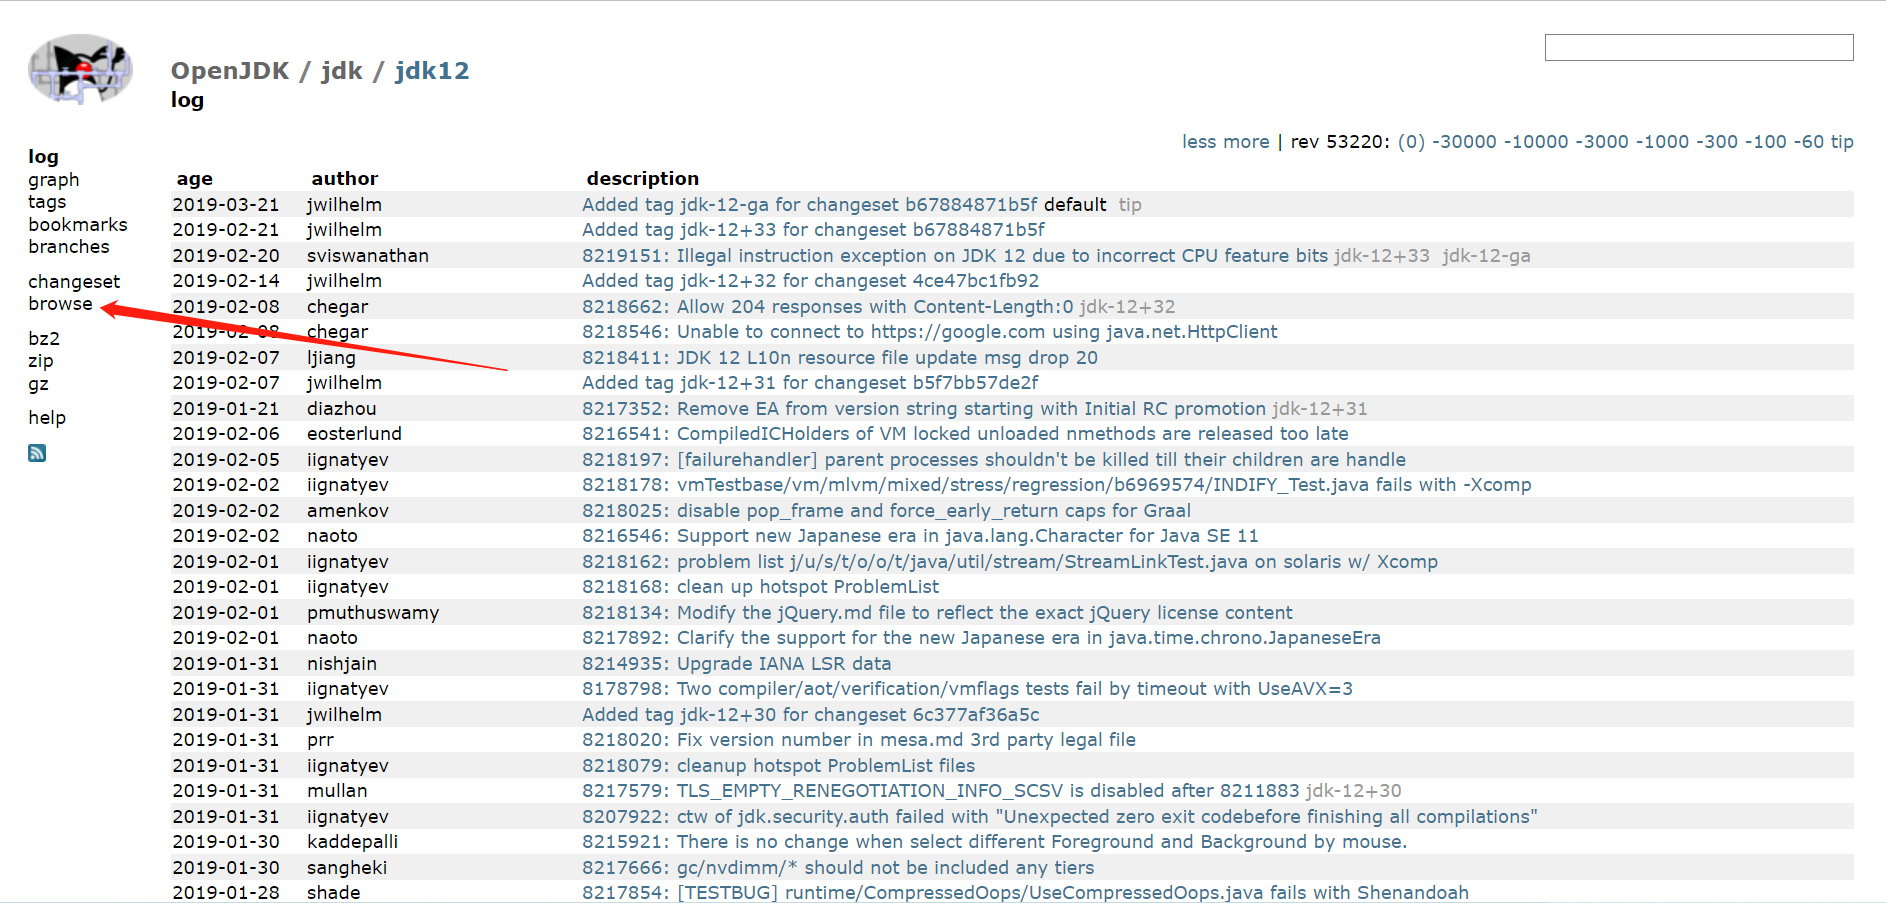 OpenJDK / jdk / jdk12
log
less more | rev 53220: (0) -30000 -10000 -3000 -1000 -300 -100 -60 tip
log
graph
tags
bookmarks
branches
changeset
browse
bz2
zip
gz
help
age author description
2019-03-21 jwilhelm Added tag jdk-12-ga for changeset b67884871b5f default tip
2019-02-21 jwilhelm Added tag jdk-12+33 for changeset b67884871b5f
2019-02-20 sviswanathan 8219151: Illegal instruction exception on JDK 12 due to incorrect CPU feature bits jdk-12+33 jdk-12-ga
2019-02-14 jwilhelm Added tag jdk-12+32 for changeset 4ce47bc1fb92
2019-02-08 chegar 8218662: Allow 204 responses with Content-Length:0 jdk-12+32
2019-02-08 chegar 8218546: Unable to connect to https://google.com using java.net.HttpClient
2019-02-07 ljiang 8218411: JDK 12 L10n resource file update msg drop 20
2019-02-07 jwilhelm Added tag jdk-12+31 for changeset b5f7bb57de2f
2019-01-21 diazhou 8217352: Remove EA from version string starting with Initial RC promotion jdk-12+31
2019-02-06 eosterlund 8216541: CompiledICHolders of VM locked unloaded nmethods are released too late
2019-02-05 iignatyev 8218197: [failurehandler] parent processes shouldn't be killed till their children are handle
2019-02-02 iignatyev 8218178: vmTestbase/vm/mlvm/mixed/stress/regression/b6969574/INDIFY_Test.java fails with -Xcomp
2019-02-02 amenkov 8218025: disable pop_frame and force_early_return caps for Graal
2019-02-02 naoto 8216546: Support new Japanese era in java.lang.Character for Java SE 11
2019-02-01 iignatyev 8218162: problem list j/u/s/t/o/o/t/java/util/stream/StreamLinkTest.java on solaris w/ Xcomp
2019-02-01 iignatyev 8218168: clean up hotspot ProblemList
2019-02-01 pmuthuswamy 8218134: Modify the jQuery.md file to reflect the exact jQuery license content
2019-02-01 naoto 8217892: Clarify the support for the new Japanese era in java.time.chrono.JapaneseEra
2019-01-31 nishjain 8214935: Upgrade IANA LSR data
2019-01-31 iignatyev 8178798: Two compiler/aot/verification/vmflags tests fail by timeout with UseAVX=3
2019-01-31 jwilhelm Added tag jdk-12+30 for changeset 6c377af36a5c
2019-01-31 prr 8218020: Fix version number in mesa.md 3rd party legal file
2019-01-31 iignatyev 8218079: cleanup hotspot ProblemList files
2019-01-31 mullan 8217579: TLS_EMPTY_RENEGOTIATION_INFO_SCSV is disabled after 8211883 jdk-12+30
2019-01-31 iignatyev 8207922: ctw of jdk.security.auth failed with "Unexpected zero exit codebefore finishing all compilations"
2019-01-30 kaddepalli 8215921: There is no change when select different Foreground and Background by mouse.
2019-01-30 sangheki 8217666: gc/nvdimm/* should not be included any tiers
2019-01-28 shade 8217854: [TESTBUG] runtime/CompressedOops/UseCompressedOops.java fails with Shenandoah